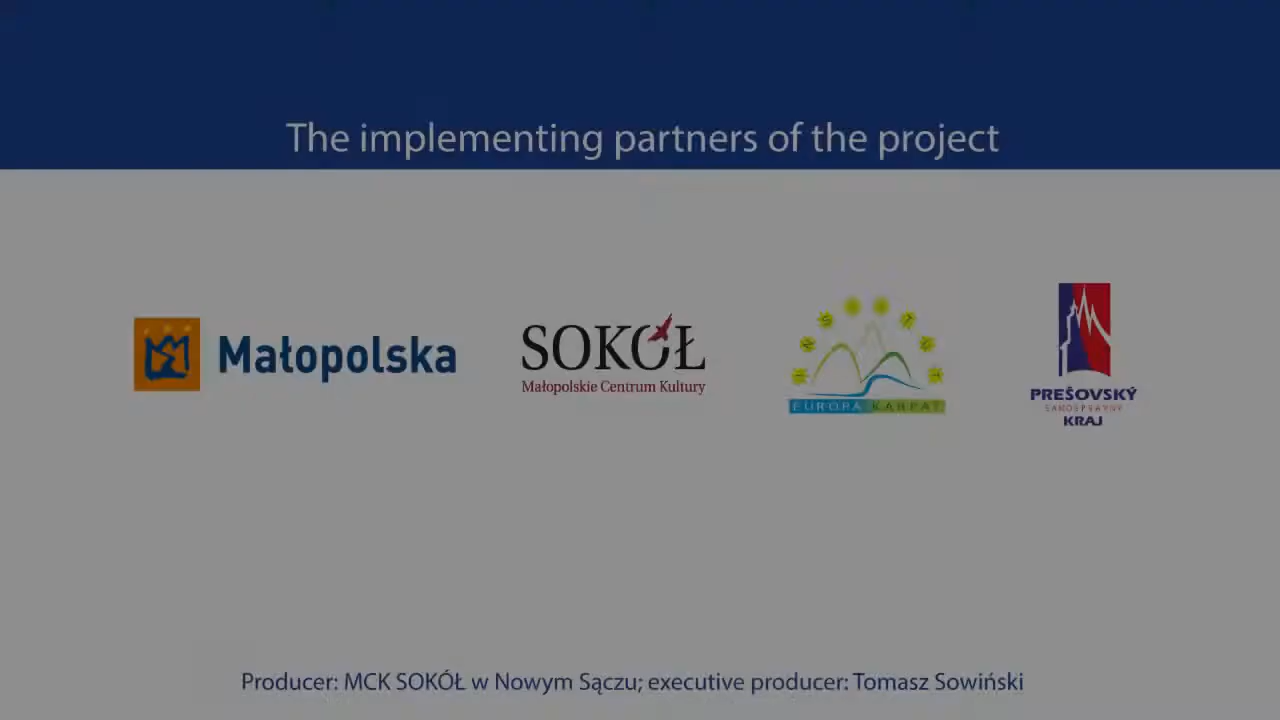 The implementing partners of the project
Małopolska
SOKÓŁ
Małopolskie Centrum Kultury
EUROPA KARPAT
PREŠOVSKÝ
SAMOSPRÁVNY
KRAJ
Producer: MCK SOKÓŁ w Nowym Sączu; executive producer: Tomasz Sowiński